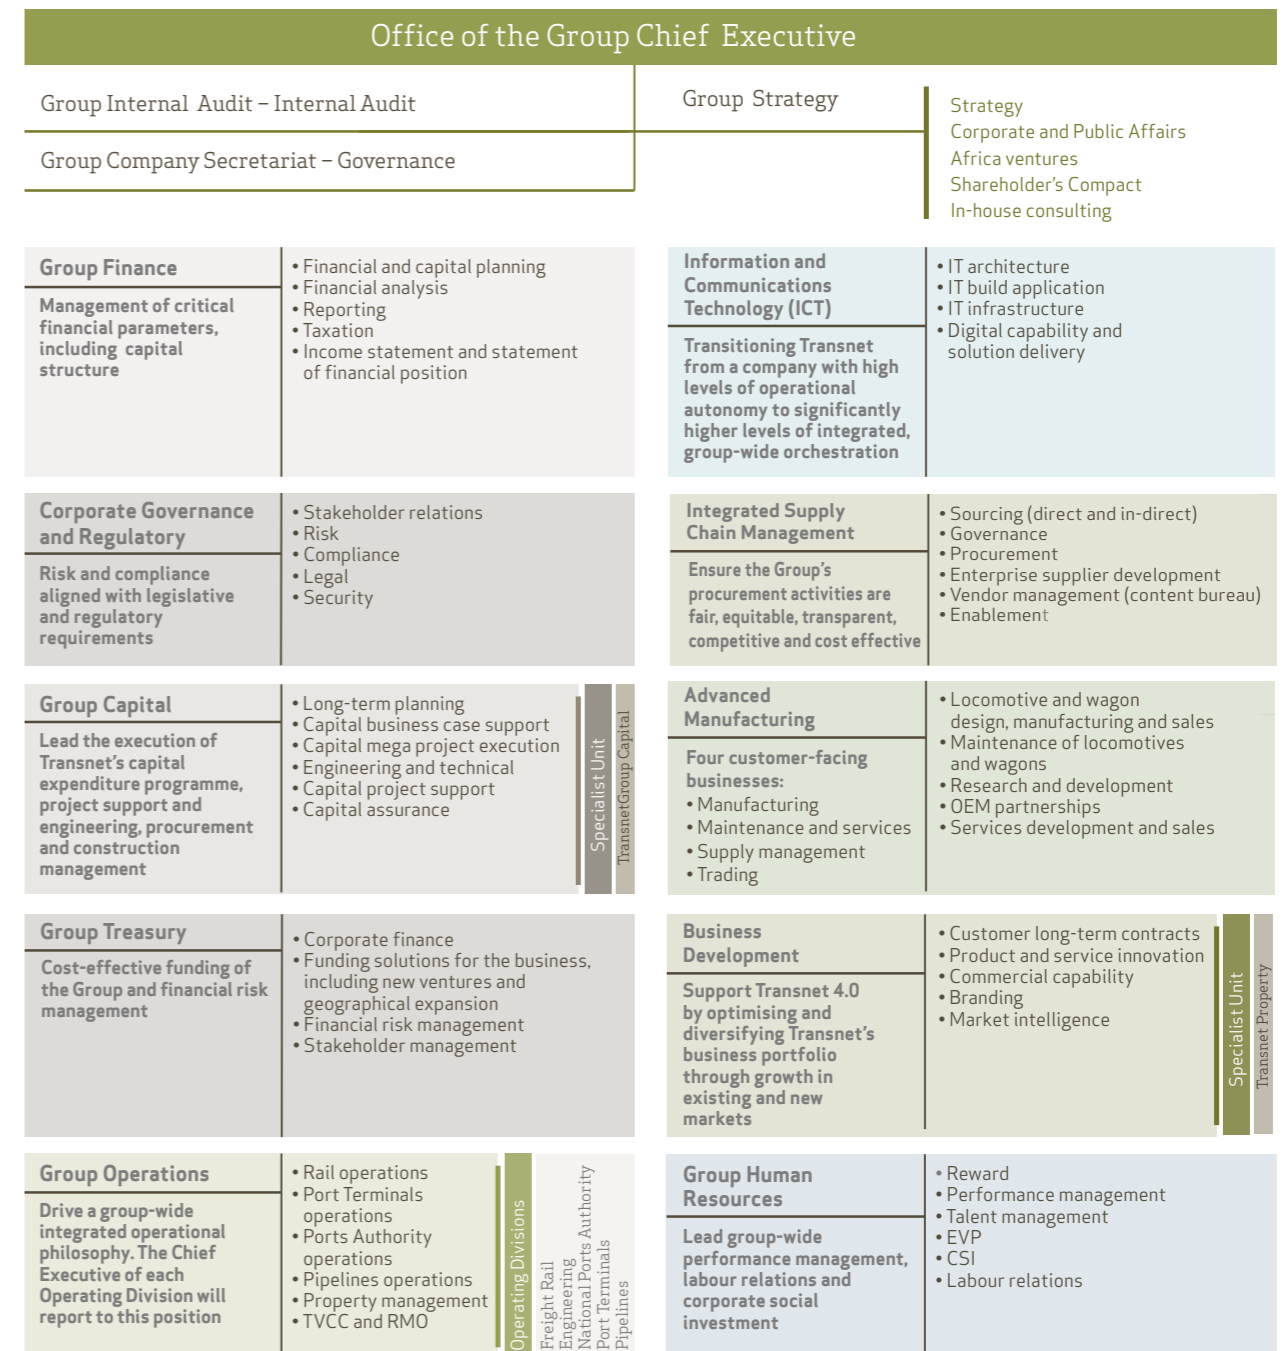 Office of the Group Chief Executive
Group Internal Audit – Internal Audit
Group Company Secretariat – Governance
Group Strategy
Strategy
Corporate and Public Affairs
Africa ventures
Shareholder’s Compact
In-house consulting
Group Finance
Management of critical
financial parameters,
including capital
structure
• Financial and capital planning
• Financial analysis
• Reporting
• Taxation
• Income statement and statement
of financial position
Information and
Communications
Technology (ICT)
Transitioning Transnet
from a company with high
levels of operational
autonomy to significantly
higher levels of integrated,
group-wide orchestration
• IT architecture
• IT build application
• IT infrastructure
• Digital capability and
solution delivery
Corporate Governance
and Regulatory
Risk and compliance
aligned with legislative
and regulatory
requirements
• Stakeholder relations
• Risk
• Compliance
• Legal
• Security
Integrated Supply
Chain Management
Ensure the Group’s
procurement activities are
fair, equitable, transparent,
competitive and cost effective
• Sourcing (direct and in-direct)
• Governance
• Procurement
• Enterprise supplier development
• Vendor management (content bureau)
• Enablement
Group Capital
Lead the execution of
Transnet’s capital
expenditure programme,
project support and
engineering, procurement
and construction
management
• Long-term planning
• Capital business case support
• Capital mega project execution
• Engineering and technical
• Capital project support
• Capital assurance
Specialist Unit
TransnetGroup Capital
Advanced
Manufacturing
Four customer-facing
businesses:
• Manufacturing
• Maintenance and services
• Supply management
• Trading
• Locomotive and wagon
design, manufacturing and sales
• Maintenance of locomotives
and wagons
• Research and development
• OEM partnerships
• Services development and sales
Group Treasury
Cost-effective funding of
the Group and financial risk
management
• Corporate finance
• Funding solutions for the business,
including new ventures and
geographical expansion
• Financial risk management
• Stakeholder management
Business
Development
Support Transnet 4.0
by optimising and
diversifying Transnet’s
business portfolio
through growth in
existing and new
markets
• Customer long-term contracts
• Product and service innovation
• Commercial capability
• Branding
• Market intelligence
Specialist Unit
Transnet Property
Group Operations
Drive a group-wide
integrated operational
philosophy. The Chief
Executive of each
Operating Division will
report to this position
• Rail operations
• Port Terminals
operations
• Ports Authority
operations
• Pipelines operations
• Property management
• TVCC and RMO
Operating Divisions
Freight Rail
Engineering
National Ports Authority
Port Terminals
Pipelines
Group Human
Resources
Lead group-wide
performance management,
labour relations and
corporate social
investment
• Reward
• Performance management
• Talent management
• EVP
• CSI
• Labour relations